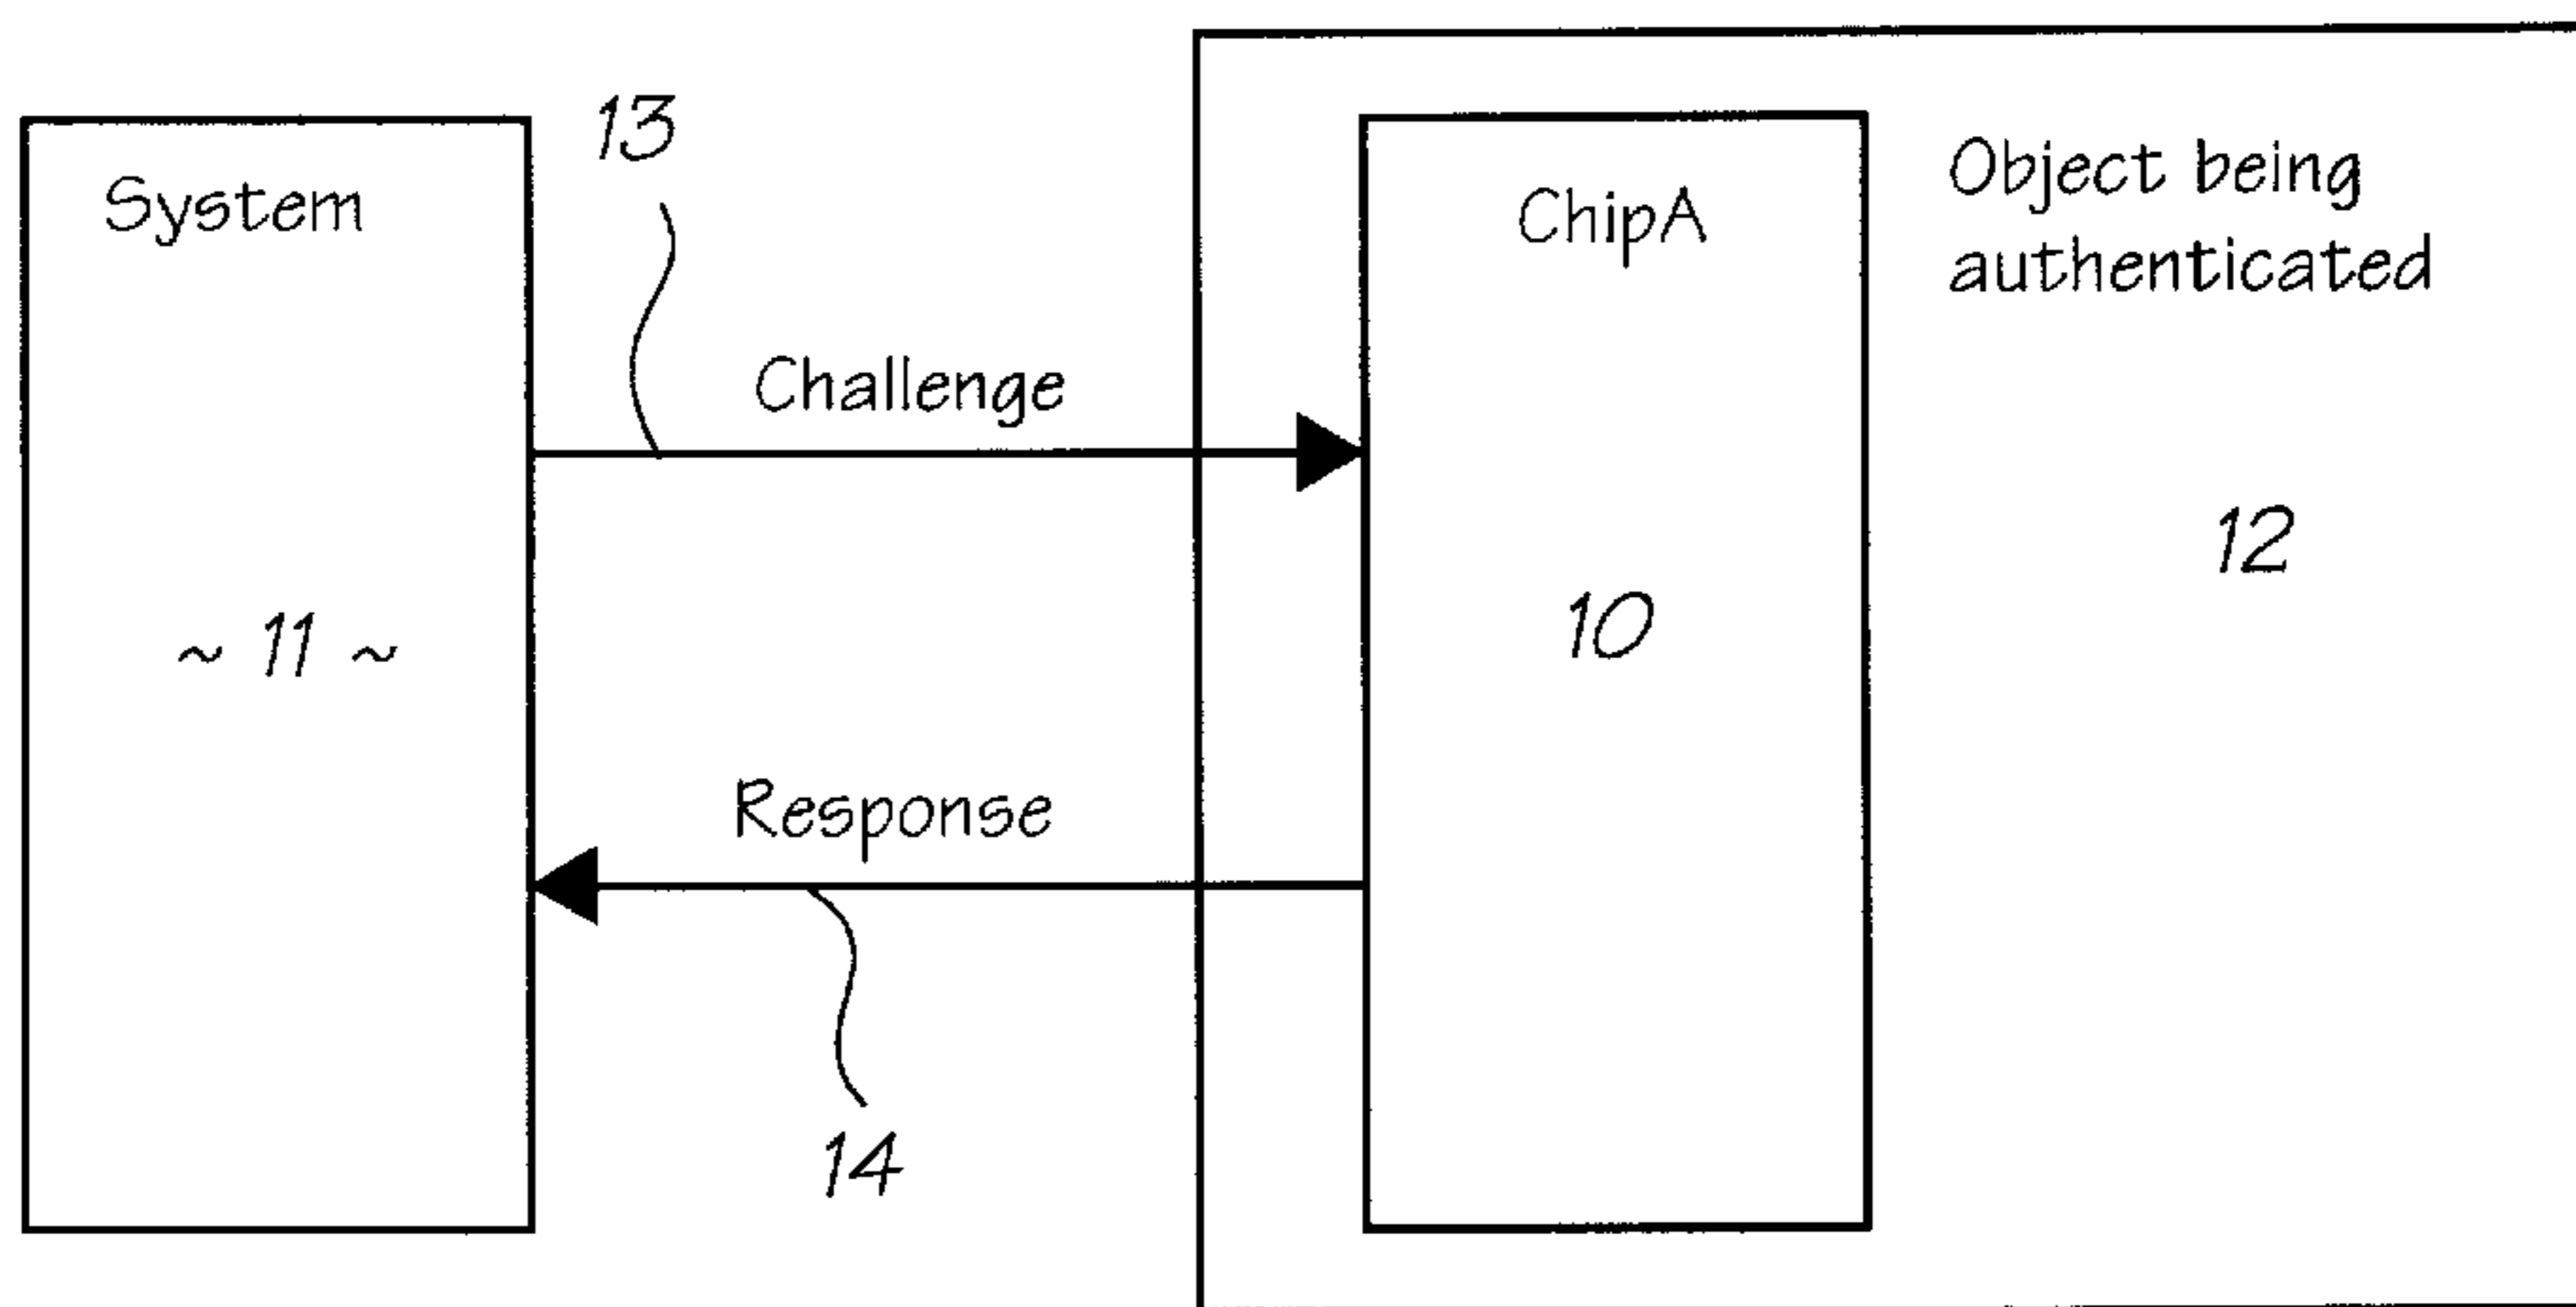 System
~ 11 ~
13
Challenge
Response
14
ChipA
10
Object being
authenticated
12